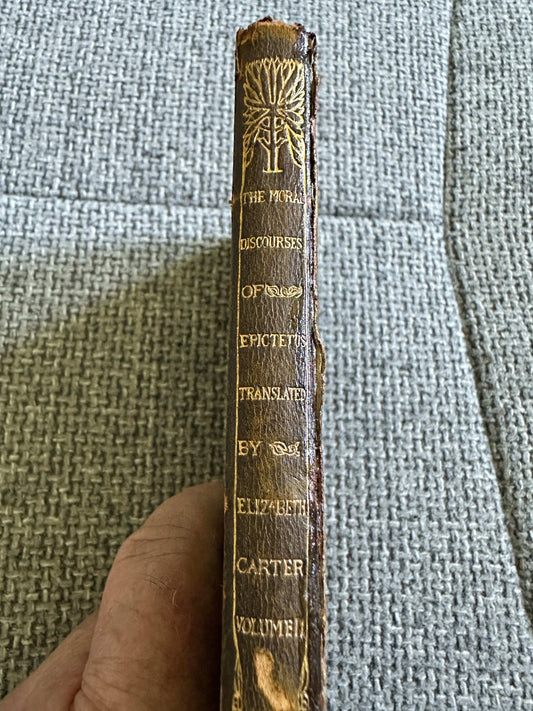 THE MORAL
DISCOURSES
OF
EPICTETUS
TRANSLATED
BY
ELIZABETH
CARTER
VOLUME II